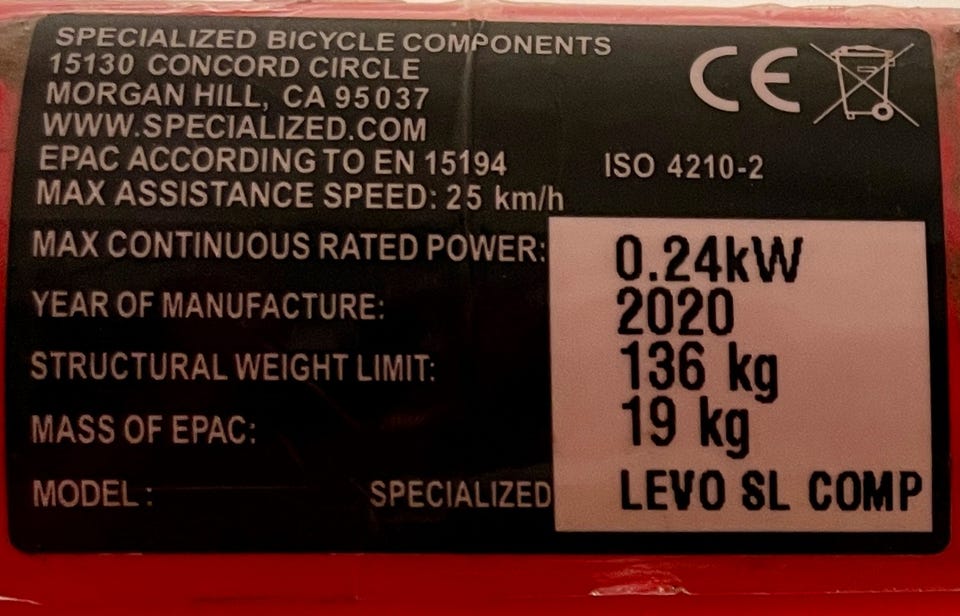 SPECIALIZED BICYCLE COMPONENTS
15130 CONCORD CIRCLE
MORGAN HILL, CA 95037
WWW.SPECIALIZED.COM
EPAC ACCORDING TO EN 15194 ISO 4210-2
MAX ASSISTANCE SPEED: 25 km/h
CE
MAX CONTINUOUS RATED POWER: 0.24kW
YEAR OF MANUFACTURE: 2020
STRUCTURAL WEIGHT LIMIT: 136 kg
MASS OF EPAC: 19 kg
MODEL: SPECIALIZED LEVO SL COMP